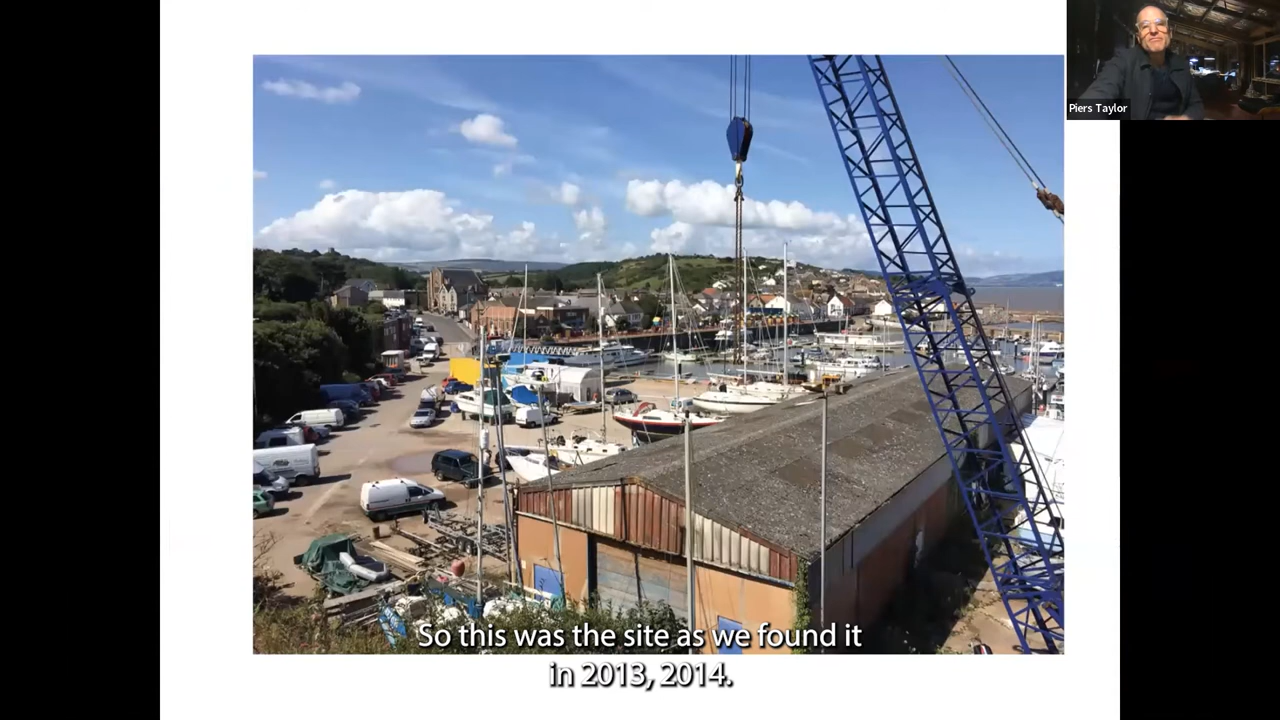 Piers Taylor
So this was the site as we found it
in 2013, 2014.